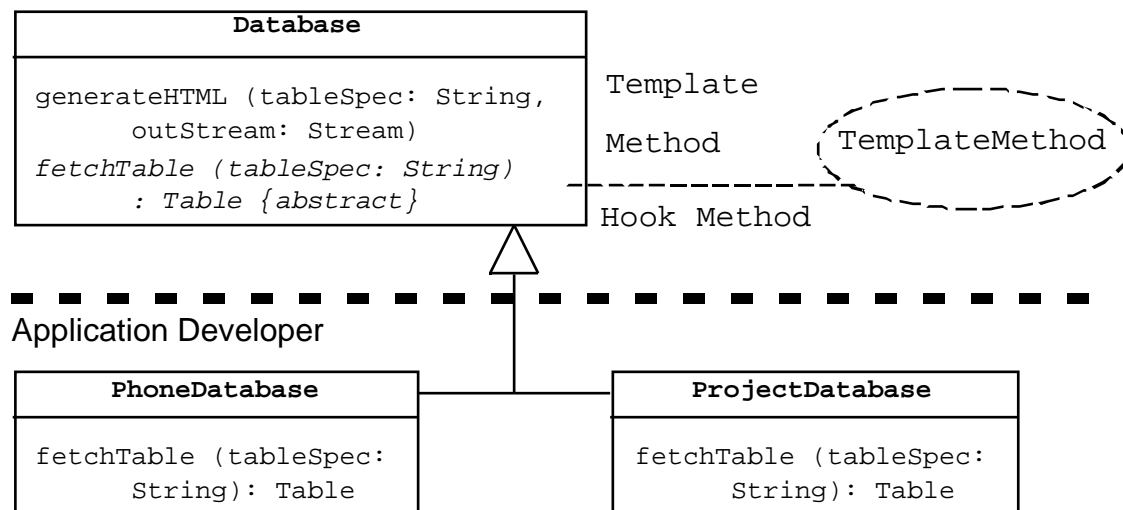 Database
generateHTML (tableSpec: String,
outStream: Stream)
fetchTable (tableSpec: String)
: Table {abstract}
Template
Method
Hook Method
TemplateMethod
Application Developer
PhoneDatabase
fetchTable (tableSpec:
String): Table
ProjectDatabase
fetchTable (tableSpec:
String): Table